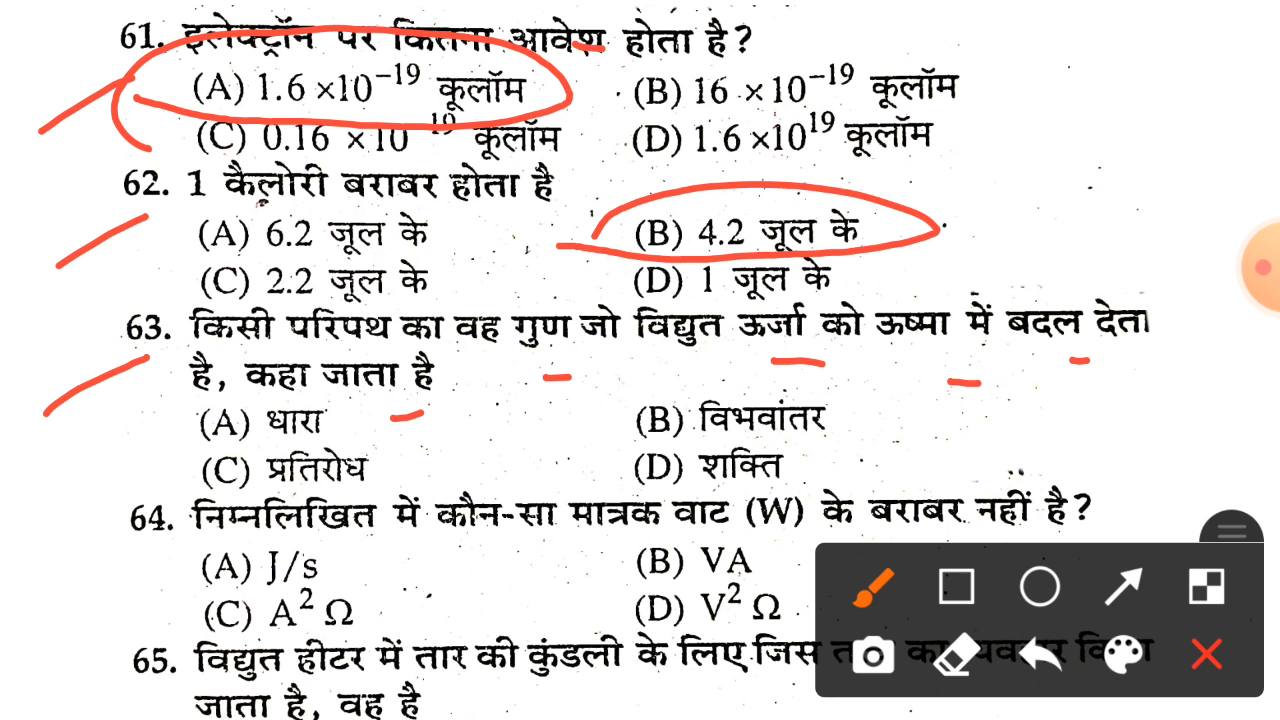 61. इलेक्ट्रॉन पर कितना आवेश होता है?
(A) 1.6 ×10⁻¹⁹ कूलॉम (B) 16 × 10⁻¹⁹ कूलॉम
(C) 0.16 ×10⁻¹⁹ कूलॉम (D) 1.6 ×10¹⁹ कूलॉम
62. 1 कैलोरी बराबर होता है
(A) 6.2 जूल के (B) 4.2 जूल के
(C) 2.2 जूल के (D) 1 जूल के
63. किसी परिपथ का वह गुण जो विद्युत ऊर्जा को ऊष्मा में बदल देता
है, कहा जाता है
(A) धारा (B) विभवांतर
(C) प्रतिरोध (D) शक्ति
64. निम्नलिखित में कौन-सा मात्रक वाट (W) के बराबर नहीं है?
(A) J/s (B) VA
(C) A² Ω (D) V² Ω
65. विद्युत हीटर में तार की कुंडली के लिए जिस
जाता है, वह है